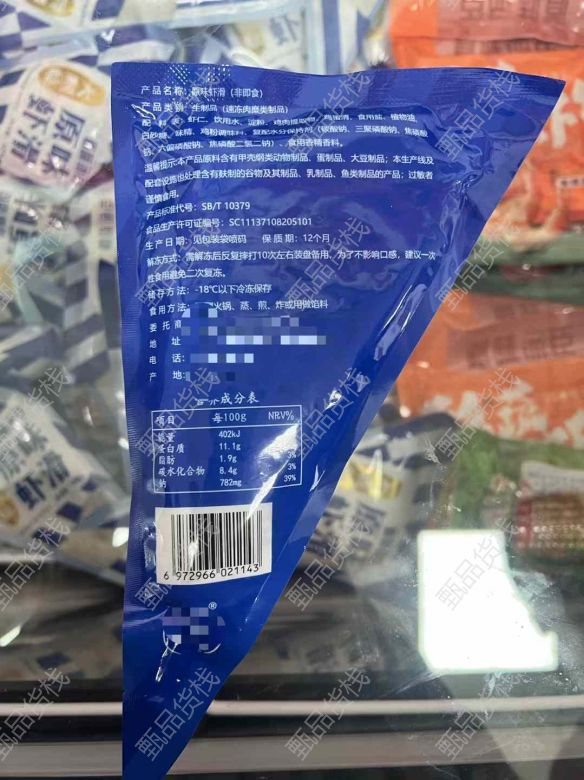 产品名称：原味虾滑（非即食）
产品类别：生制品（速冻肉糜类制品）
配 料 表：虾仁、饮用水、淀粉、鸡肉提取物、鸡蛋清、食用盐、植物油
白砂糖、味精、鸡粉调味料、复配水分保持剂（碳酸钠、三聚磷酸钠、焦磷酸
钠、六偏磷酸钠、焦磷酸二氢二钠）、食用香精香料。
温馨提示：本产品原料含有甲壳纲类动物制品、蛋制品、大豆制品；本生产线及
配套设施也处理含有麸制的谷物及其制品、乳制品、鱼类制品的产品；过敏者
谨慎食用。
产品标准代号：SB/T 10379
食品生产许可证编号：SC11137108205101
生产日期：见包装袋喷码 保 质 期：12个月
解冻方式：需解冻后反复摔打10次左右装盘备用，为了不影响口感，建议一次
性食用避免二次复冻。
储存方法：-18℃以下冷冻保存
食用方法：火锅、蒸、煎、炸或用做馅料
委 托 商
地 址
电 话：
产 地：
营养成分表
项目 每100g NRV%
能量 402kJ
蛋白质 11.1g
脂肪 1.9g 3%
碳水化合物 8.4g 3%
钠 782mg 39%
6 972966 021143
®
原味
虾滑
甄品货栈